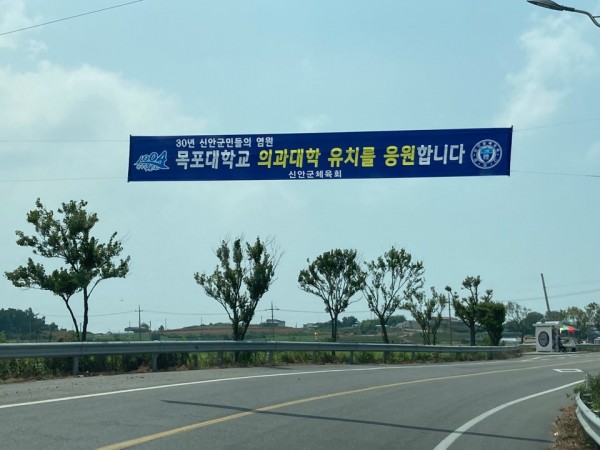 30년 신안군민들의 염원
목포대학교 의과대학 유치를 응원합니다
신안군체육회